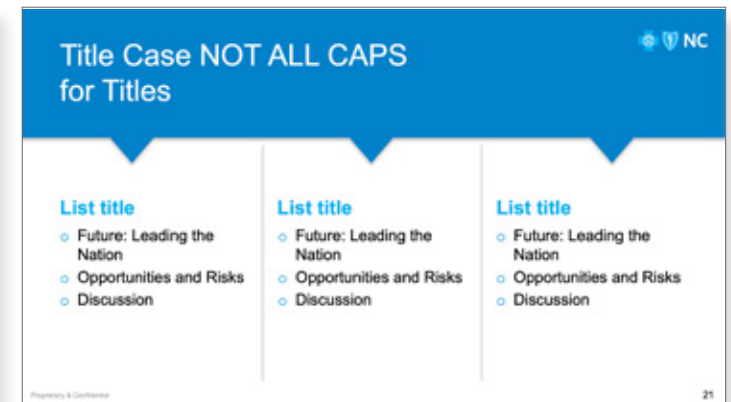 Title Case NOT ALL CAPS
for Titles
NC
List title
Future: Leading the
Nation
Opportunities and Risks
Discussion
List title
Future: Leading the
Nation
Opportunities and Risks
Discussion
List title
Future: Leading the
Nation
Opportunities and Risks
Discussion
Proprietary & Confidential
21